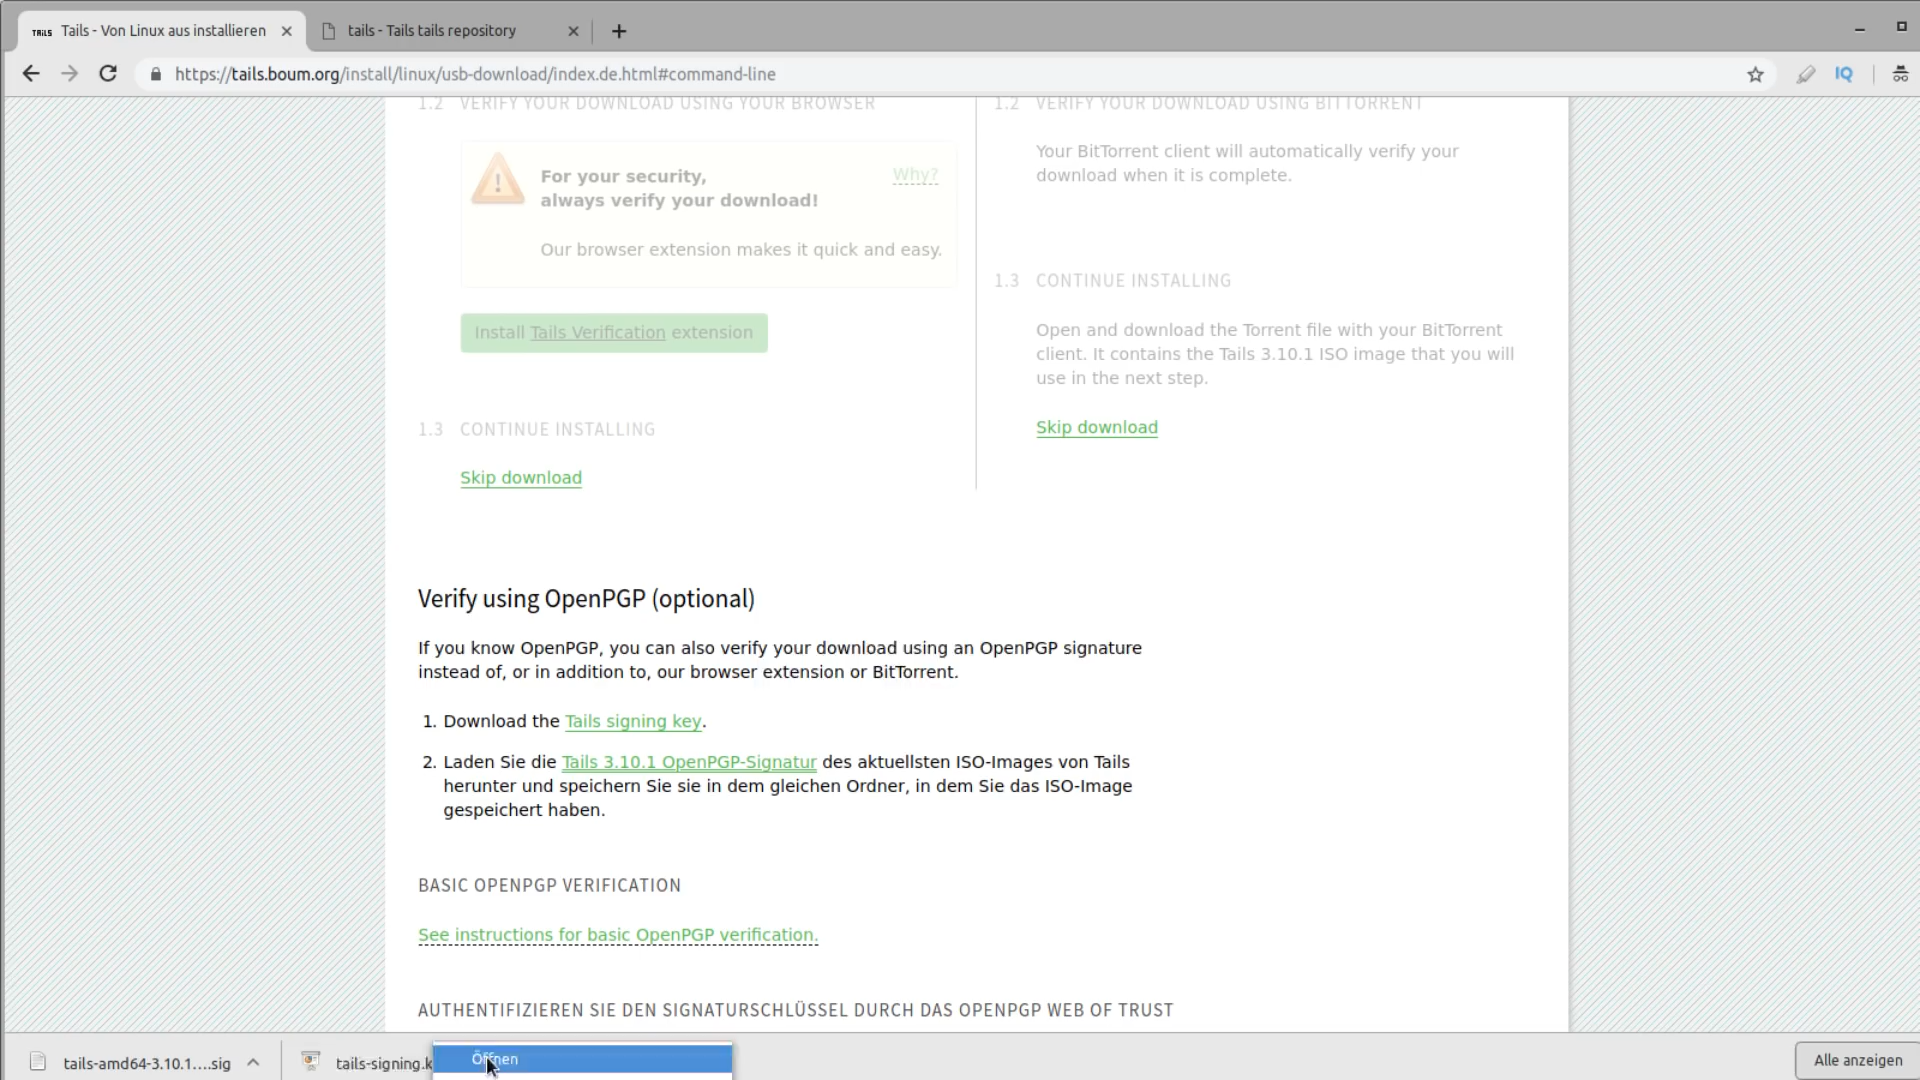 TAILS Tails - Von Linux aus installieren
tails - Tails tails repository
https://tails.boum.org/install/linux/usb-download/index.de.html#command-line
IQ
1.2 VERIFY YOUR DOWNLOAD USING YOUR BROWSER
For your security,
always verify your download!
Why?
Our browser extension makes it quick and easy.
Install Tails Verification extension
1.3 CONTINUE INSTALLING
Skip download
1.2 VERIFY YOUR DOWNLOAD USING BITTORRENT
Your BitTorrent client will automatically verify your
download when it is complete.
1.3 CONTINUE INSTALLING
Open and download the Torrent file with your BitTorrent
client. It contains the Tails 3.10.1 ISO image that you will
use in the next step.
Skip download
Verify using OpenPGP (optional)
If you know OpenPGP, you can also verify your download using an OpenPGP signature
instead of, or in addition to, our browser extension or BitTorrent.
1. Download the Tails signing key.
2. Laden Sie die Tails 3.10.1 OpenPGP-Signatur des aktuellsten ISO-Images von Tails
herunter und speichern Sie sie in dem gleichen Ordner, in dem Sie das ISO-Image
gespeichert haben.
BASIC OPENPGP VERIFICATION
See instructions for basic OpenPGP verification.
AUTHENTIFIZIEREN SIE DEN SIGNATURSCHLÜSSEL DURCH DAS OPENPGP WEB OF TRUST
tails-amd64-3.10.1....sig
tails-signing.k
Öffnen
Alle anzeigen